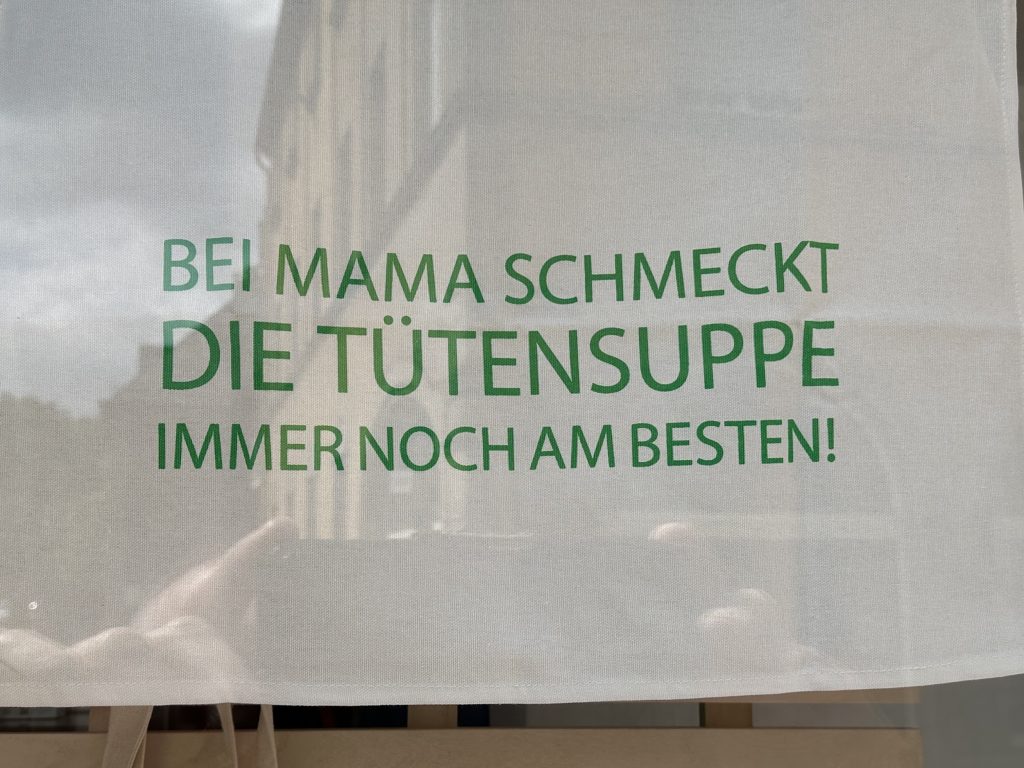 BEI MAMA SCHMECKT
DIE TÜTENSUPPE
IMMER NOCH AM BESTEN!